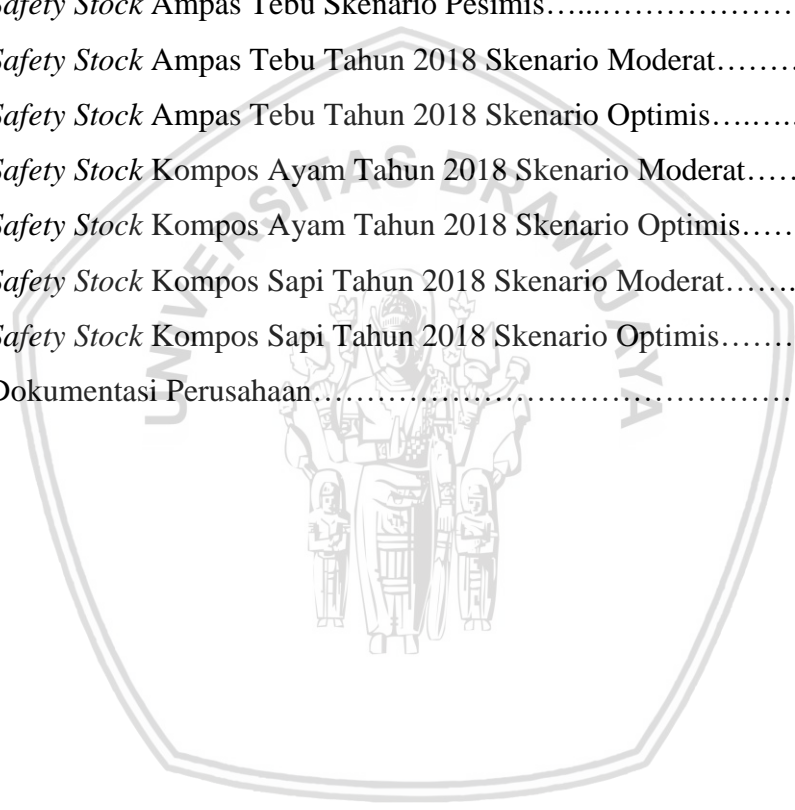 Safety Stock Ampas Tebu Skenario Pesimis…...…………………
Safety Stock Ampas Tebu Tahun 2018 Skenario Moderat………
Safety Stock Ampas Tebu Tahun 2018 Skenario Optimis….…..
Safety Stock Kompos Ayam Tahun 2018 Skenario Moderat……
Safety Stock Kompos Ayam Tahun 2018 Skenario Optimis……
Safety Stock Kompos Sapi Tahun 2018 Skenario Moderat……..
Safety Stock Kompos Sapi Tahun 2018 Skenario Optimis………
Dokumentasi Perusahaan………………………………………
UNIVERSITAS BRAWIJAYA